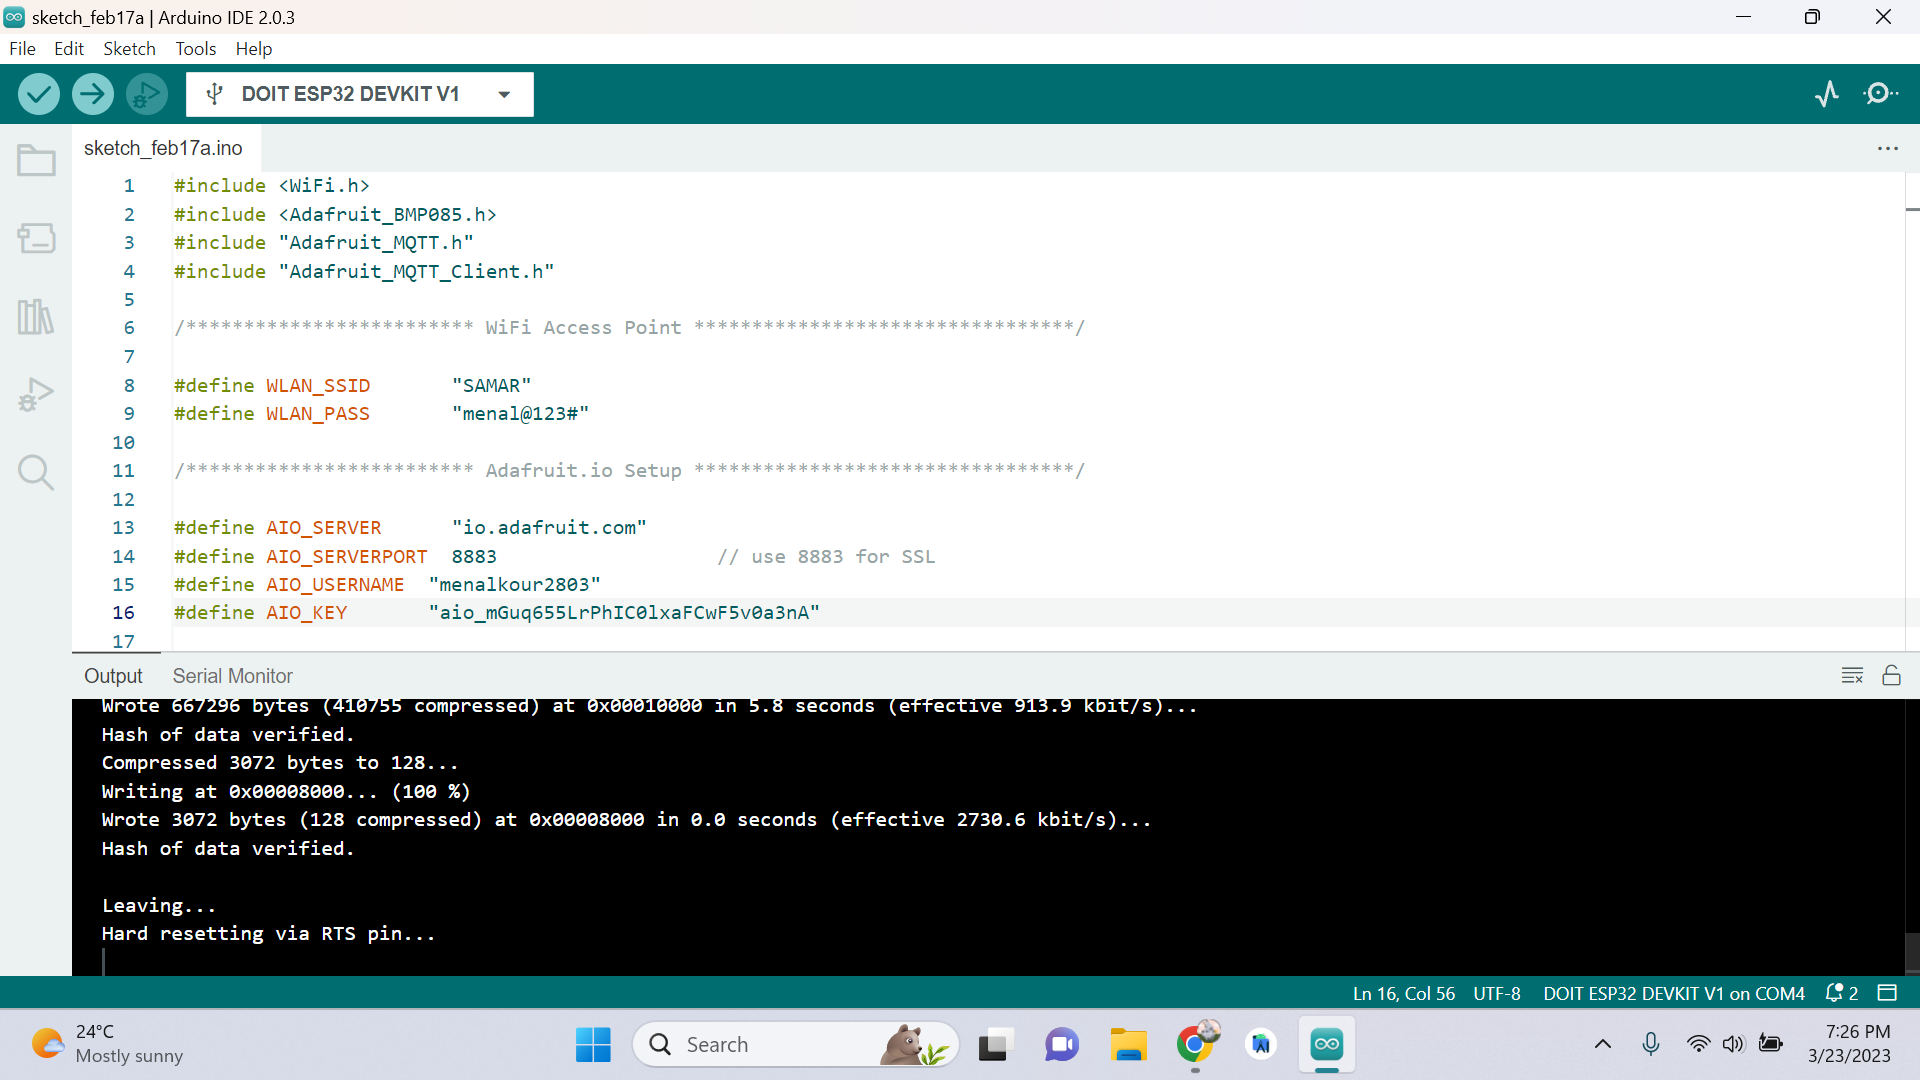 sketch_feb17a | Arduino IDE 2.0.3
File Edit Sketch Tools Help
DOIT ESP32 DEVKIT V1
sketch_feb17a.ino
1 #include <WiFi.h>
2 #include <Adafruit_BMP085.h>
3 #include "Adafruit_MQTT.h"
4 #include "Adafruit_MQTT_Client.h"
5
6 /************************* WiFi Access Point *********************************/
7
8 #define WLAN_SSID "SAMAR"
9 #define WLAN_PASS "menal@123#"
10
11 /************************* Adafruit.io Setup *********************************/
12
13 #define AIO_SERVER "io.adafruit.com"
14 #define AIO_SERVERPORT 8883 // use 8883 for SSL
15 #define AIO_USERNAME "menalkour2803"
16 #define AIO_KEY "aio_mGuq655LrPhIC0lxaFCwF5v0a3nA"
17
Output Serial Monitor
Wrote 667296 bytes (410755 compressed) at 0x00010000 in 5.8 seconds (effective 913.9 kbit/s)...
Hash of data verified.
Compressed 3072 bytes to 128...
Writing at 0x00008000... (100 %)
Wrote 3072 bytes (128 compressed) at 0x00008000 in 0.0 seconds (effective 2730.6 kbit/s)...
Hash of data verified.
Leaving...
Hard resetting via RTS pin...
Ln 16, Col 56 UTF-8 DOIT ESP32 DEVKIT V1 on COM4 2
24°C
Mostly sunny
Search
7:26 PM
3/23/2023